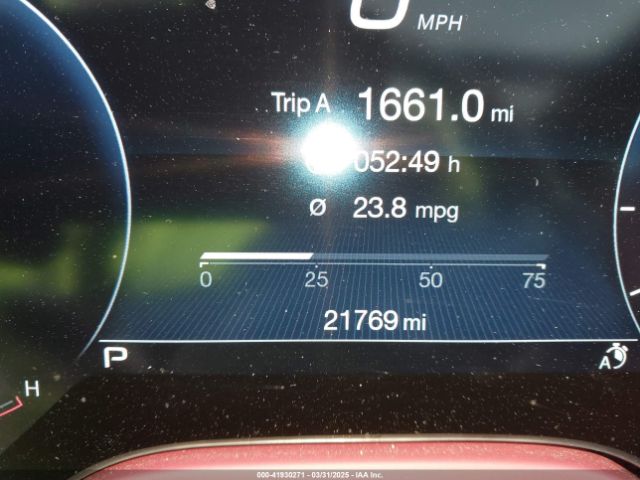 0 MPH
Trip A 1661.0 mi
052:49 h
Ø 23.8 mpg
0 25 50 75
21769 mi
P A
H
000-41930271 - 03/31/2025 - IAA Inc.